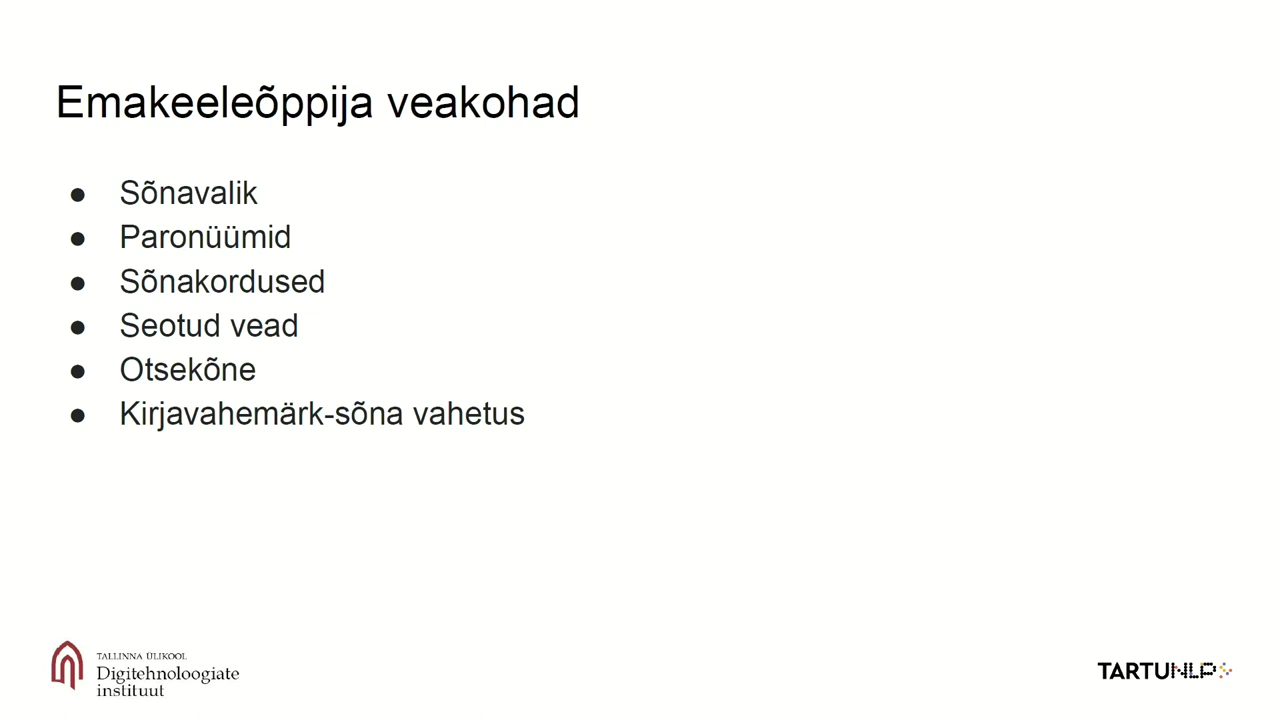 Emakeeleõppija veakohad
● Sõnavalik
● Paronüümid
● Sõnakordused
● Seotud vead
● Otsekõne
● Kirjavahemärk-sõna vahetus
TALLINNA ÜLIKOOL
Digitehnoloogiate
instituut
TARTUNLP